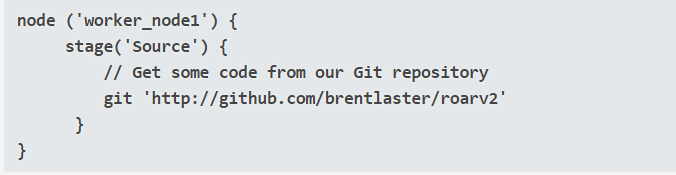 node ('worker_node1') {
     stage('Source') {
         // Get some code from our Git repository
         git 'http://github.com/brentlaster/roarv2'
      }
}